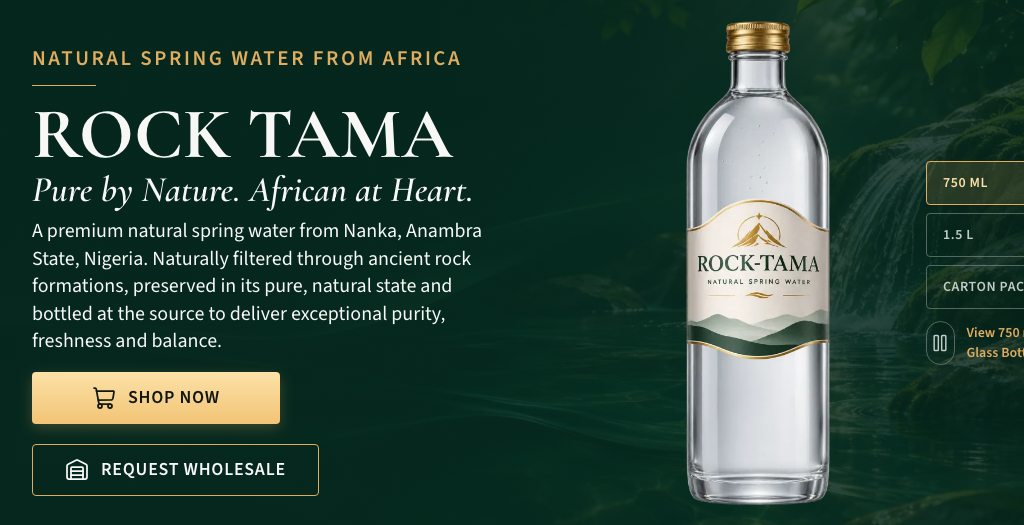 NATURAL SPRING WATER FROM AFRICA
ROCK TAMA
Pure by Nature. African at Heart.
A premium natural spring water from Nanka, Anambra
State, Nigeria. Naturally filtered through ancient rock
formations, preserved in its pure, natural state and
bottled at the source to deliver exceptional purity,
freshness and balance.
SHOP NOW
REQUEST WHOLESALE
ROCK-TAMA
NATURAL SPRING WATER
750 ML
1.5 L
CARTON
View 750
Glass